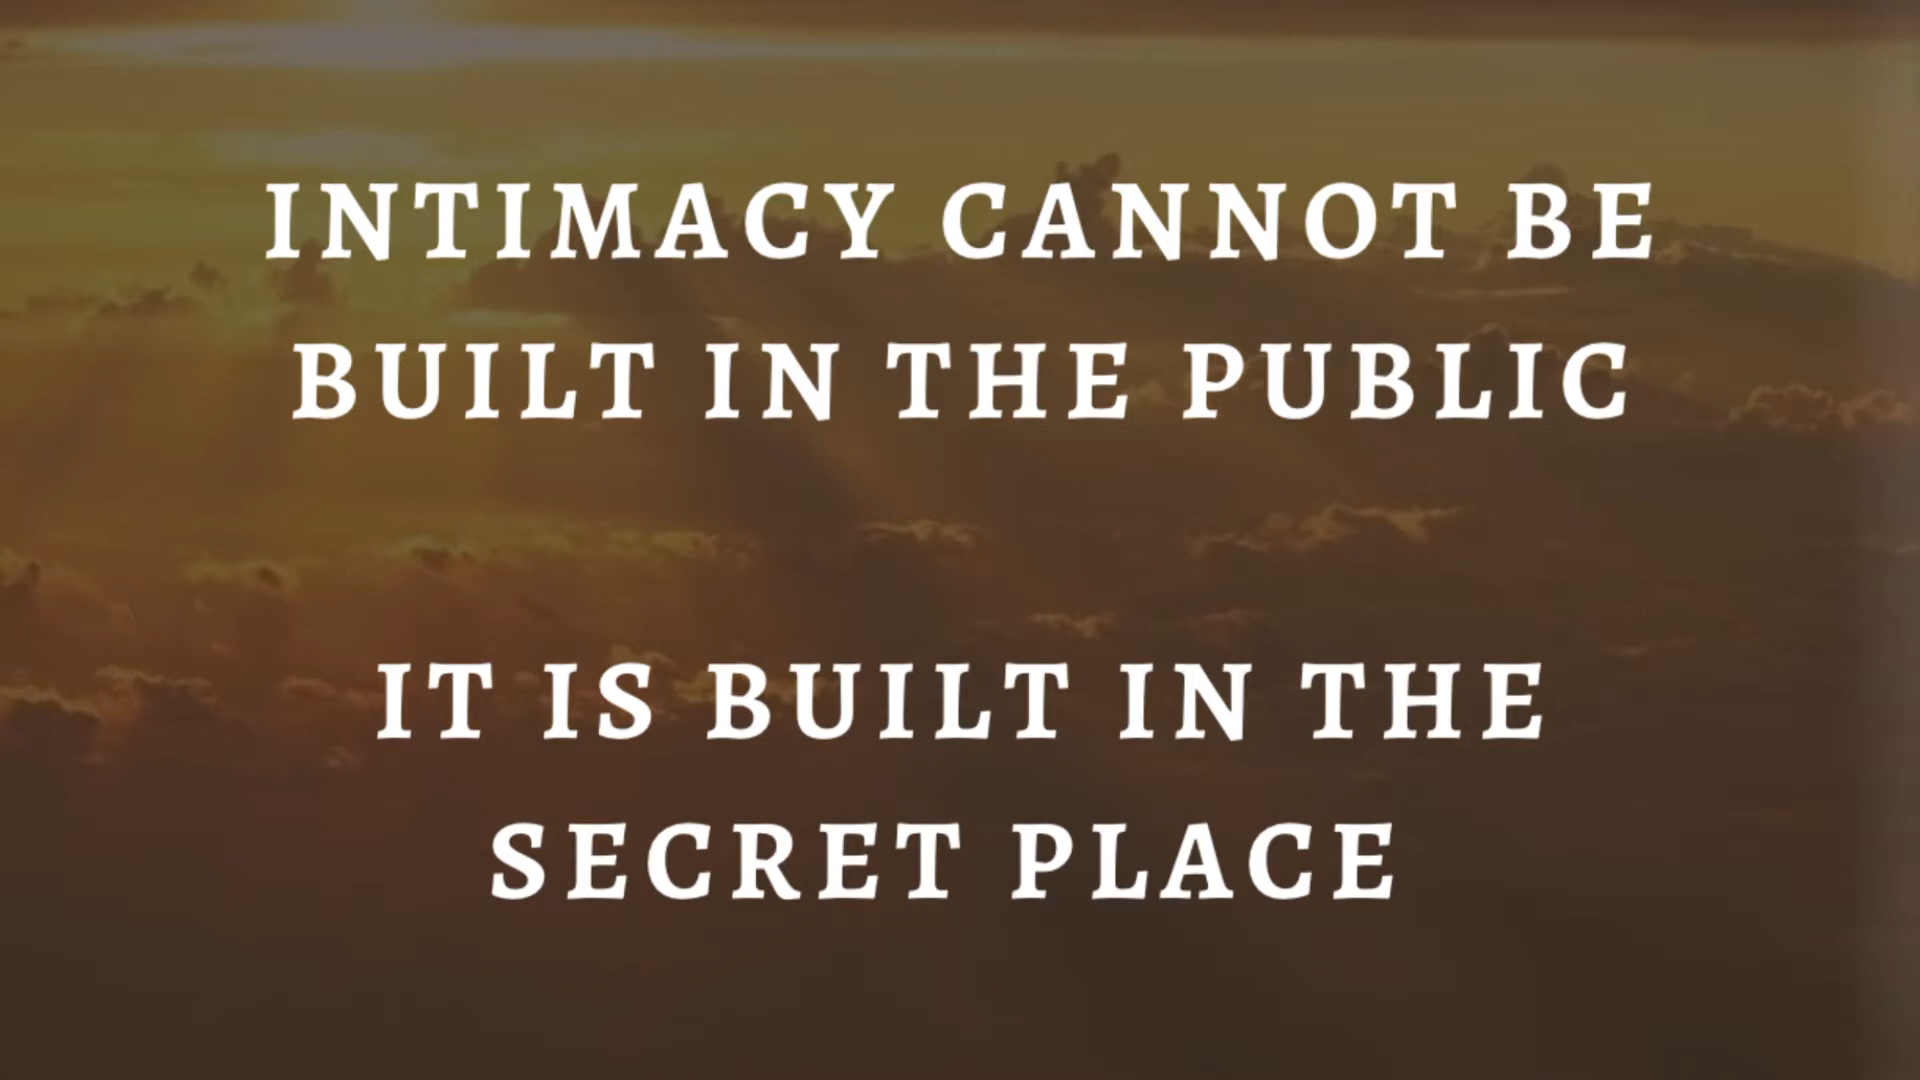 INTIMACY CANNOT BE
BUILT IN THE PUBLIC
IT IS BUILT IN THE
SECRET PLACE